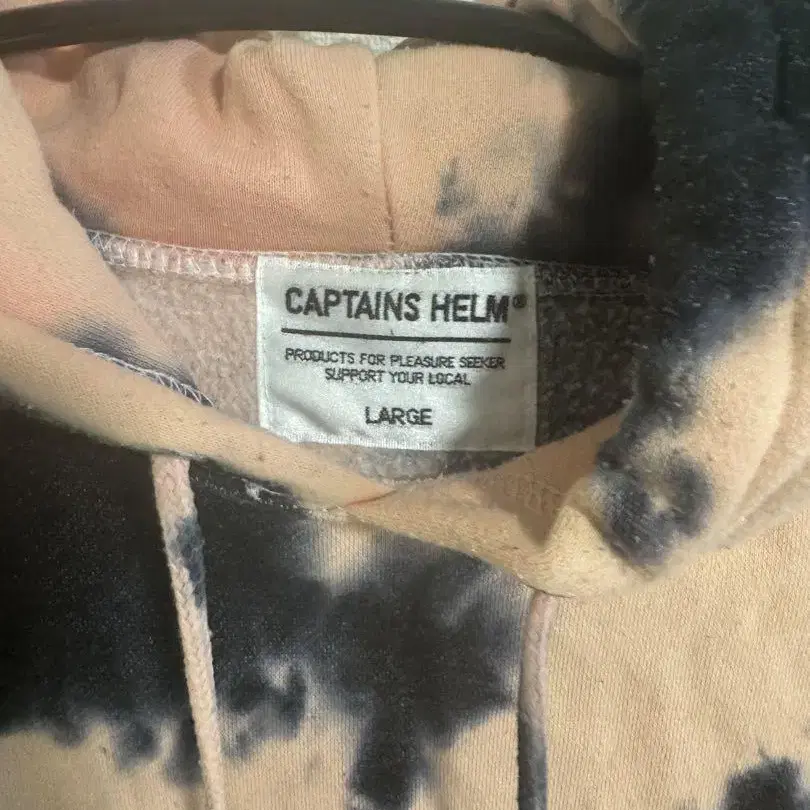 CAPTAINS HELM®
PRODUCTS FOR PLEASURE SEEKER
SUPPORT YOUR LOCAL
LARGE